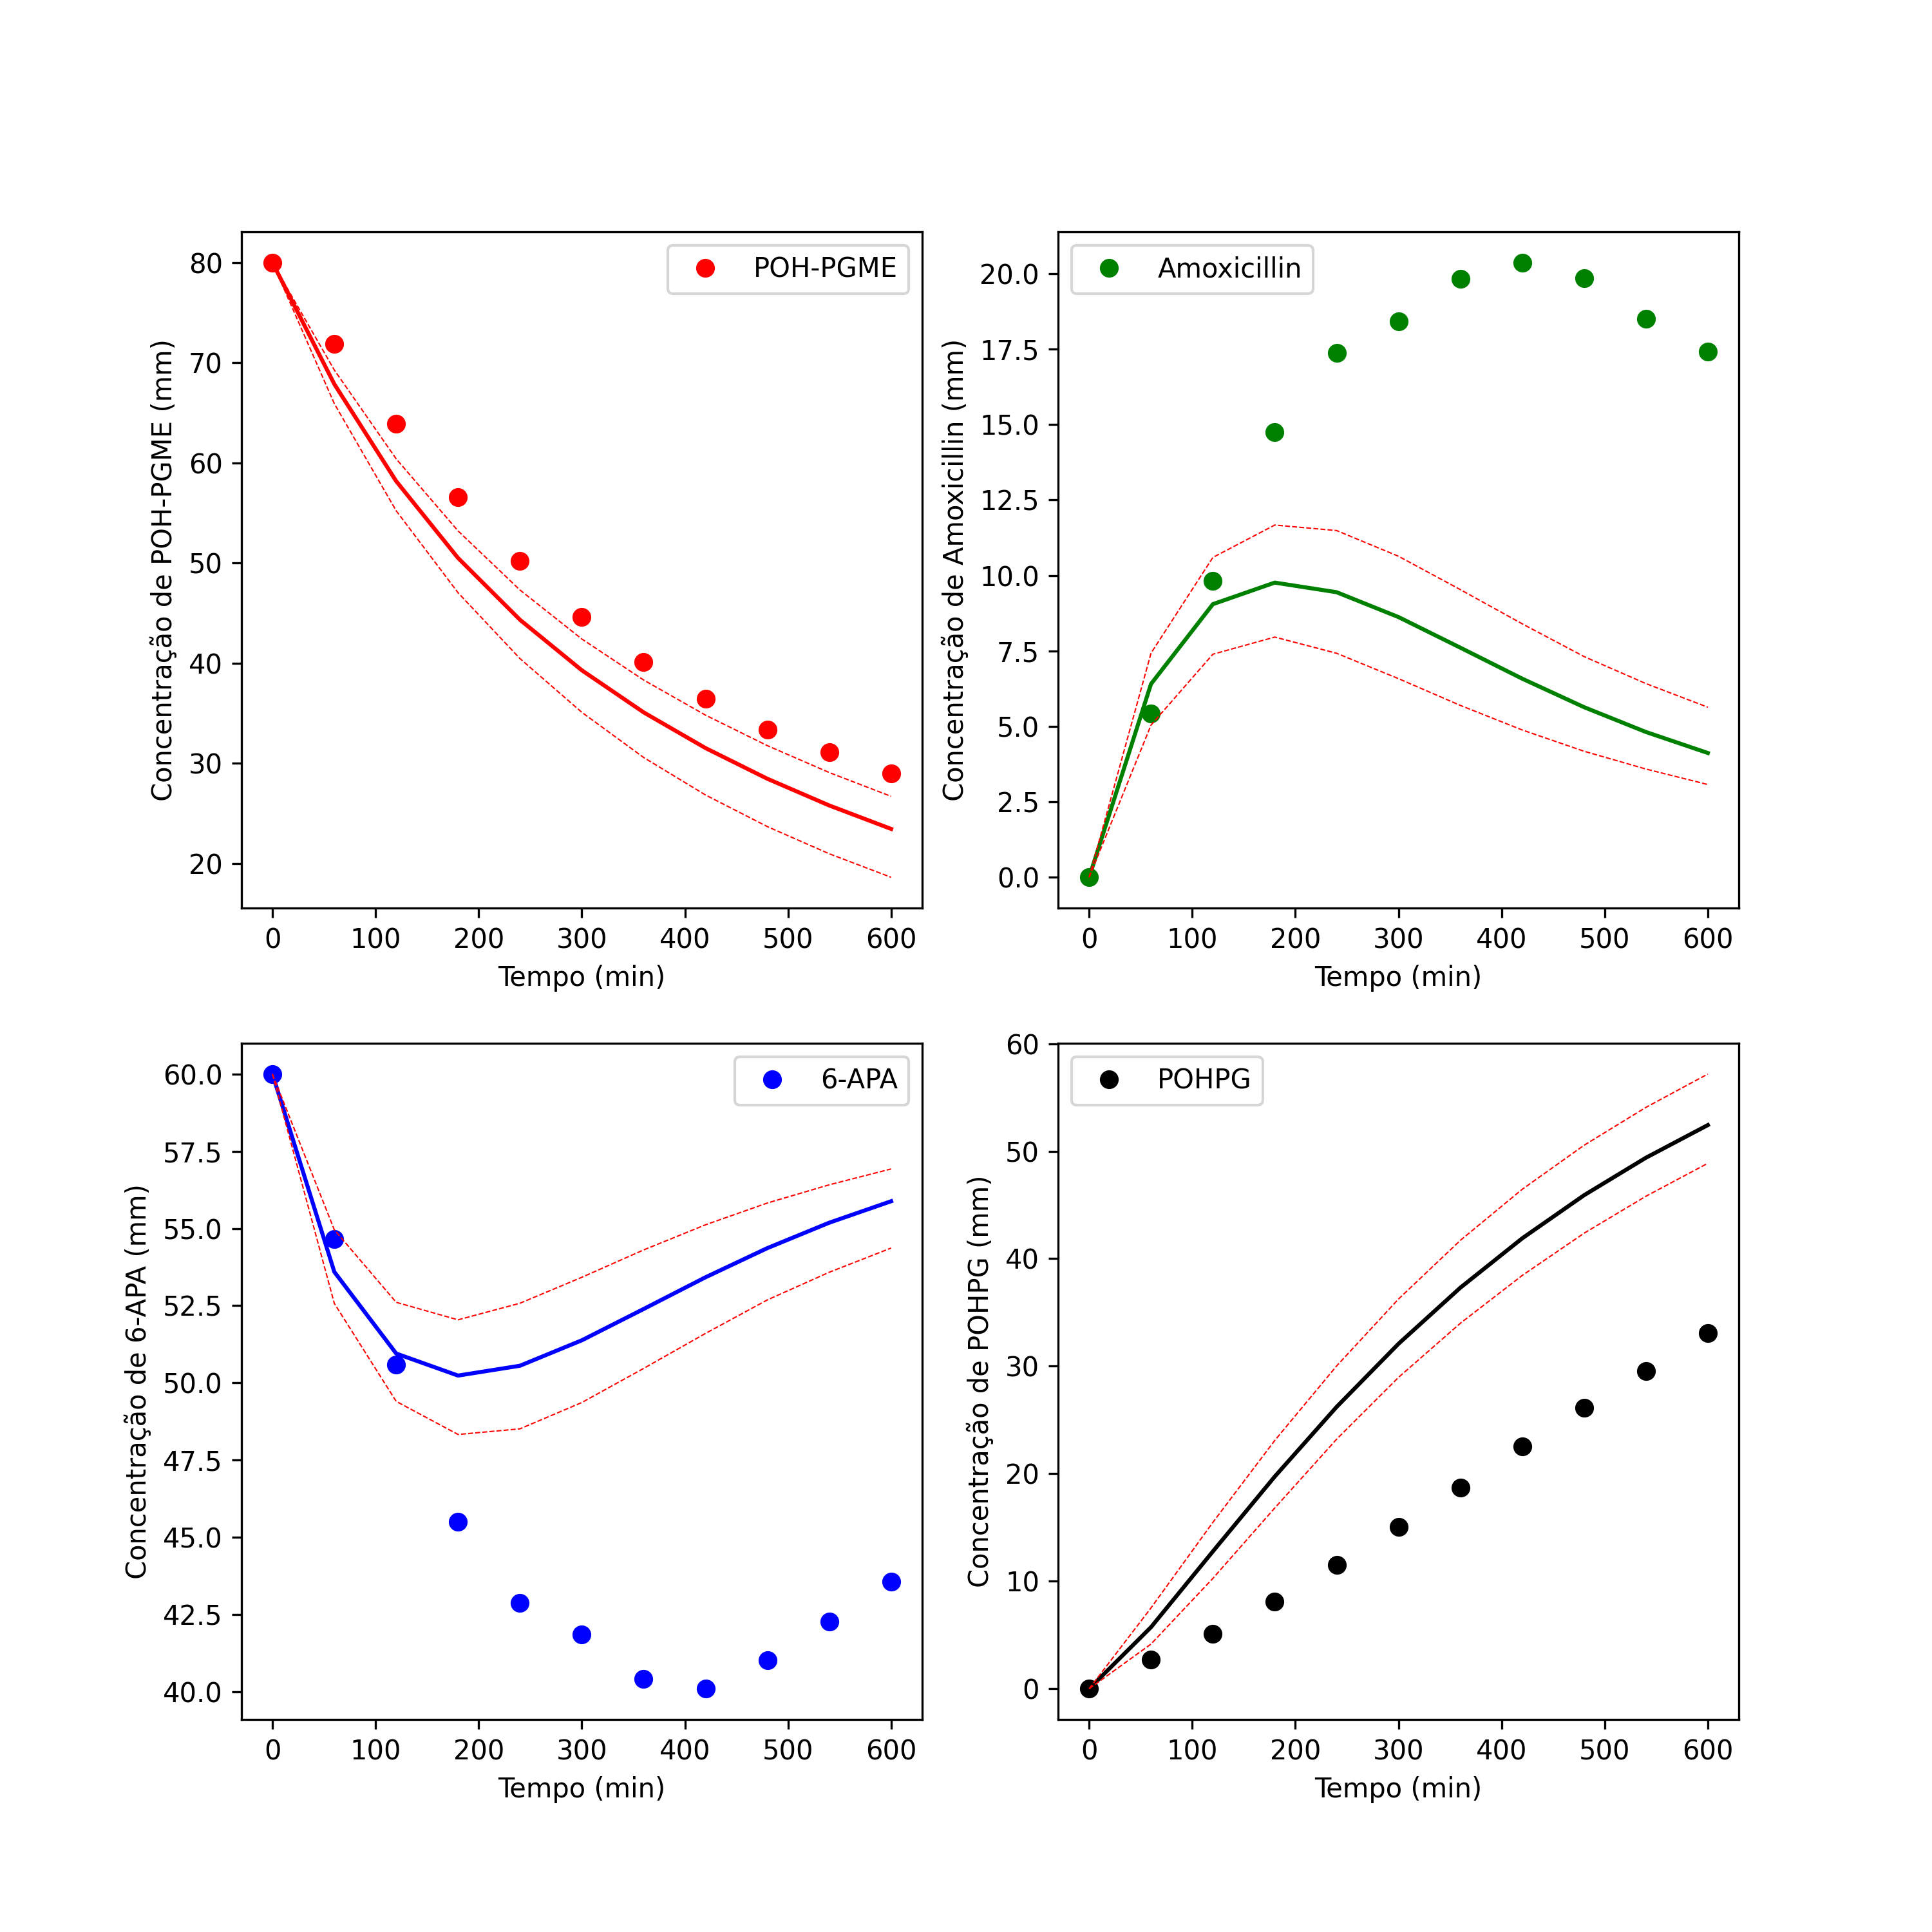 POH-PGME
Concentração de POH-PGME (mm)
80
70
60
50
40
30
20
0 100 200 300 400 500 600
Tempo (min)
Amoxicillin
Concentração de Amoxicillin (mm)
20.0
17.5
15.0
12.5
10.0
7.5
5.0
2.5
0.0
0 100 200 300 400 500 600
Tempo (min)
6-APA
Concentração de 6-APA (mm)
60.0
57.5
55.0
52.5
50.0
47.5
45.0
42.5
40.0
0 100 200 300 400 500 600
Tempo (min)
POHPG
Concentração de POHPG (mm)
60
50
40
30
20
10
0
0 100 200 300 400 500 600
Tempo (min)